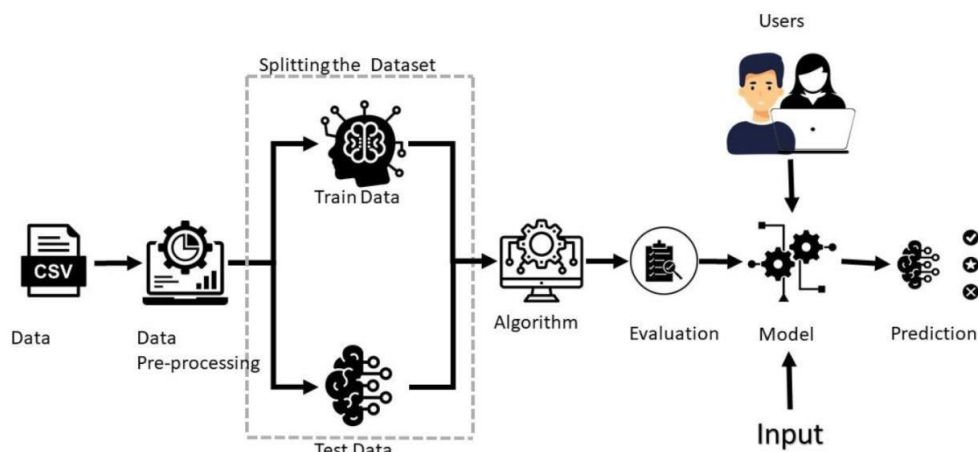 Users
Splitting the Dataset
Train Data
CSV
Data
Data
Pre-processing
Algorithm
Evaluation
Model
Prediction
Test Data
Input